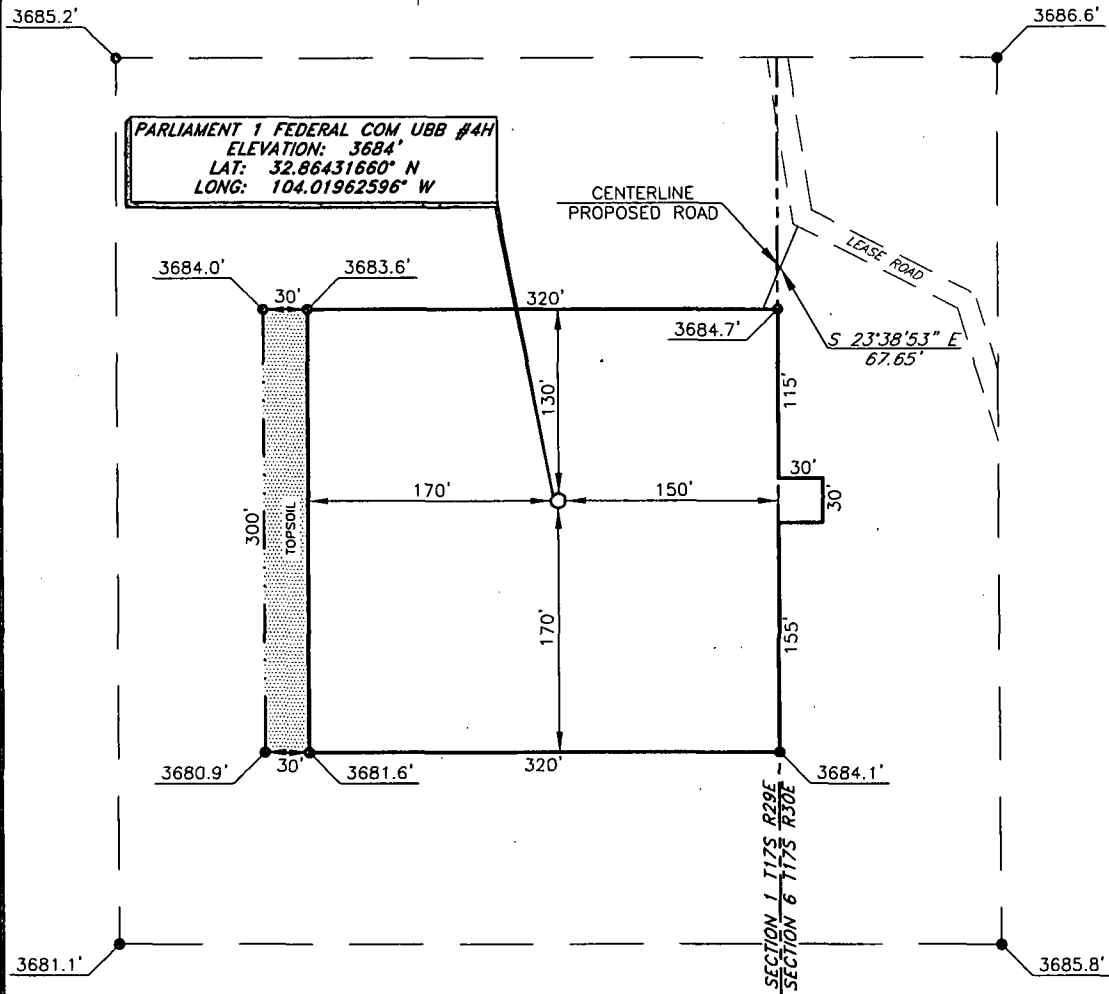 3685.2'
3686.6'
PARLIAMENT 1 FEDERAL COM UBB #4H
ELEVATION: 3684'
LAT: 32.86431660° N
LONG: 104.01962596° W
CENTERLINE
PROPOSED ROAD
LEASE ROAD
3684.0'
3683.6'
30'
320'
3684.7'
S 23°38'53" E
67.65'
130'
115'
170'
150'
30'
30'
300'
TOPSOIL
170'
155'
3680.9'
30'
3681.6'
320'
3684.1'
SECTION 1 T17S R29E
SECTION 6 T17S R30E
3681.1'
3685.8'